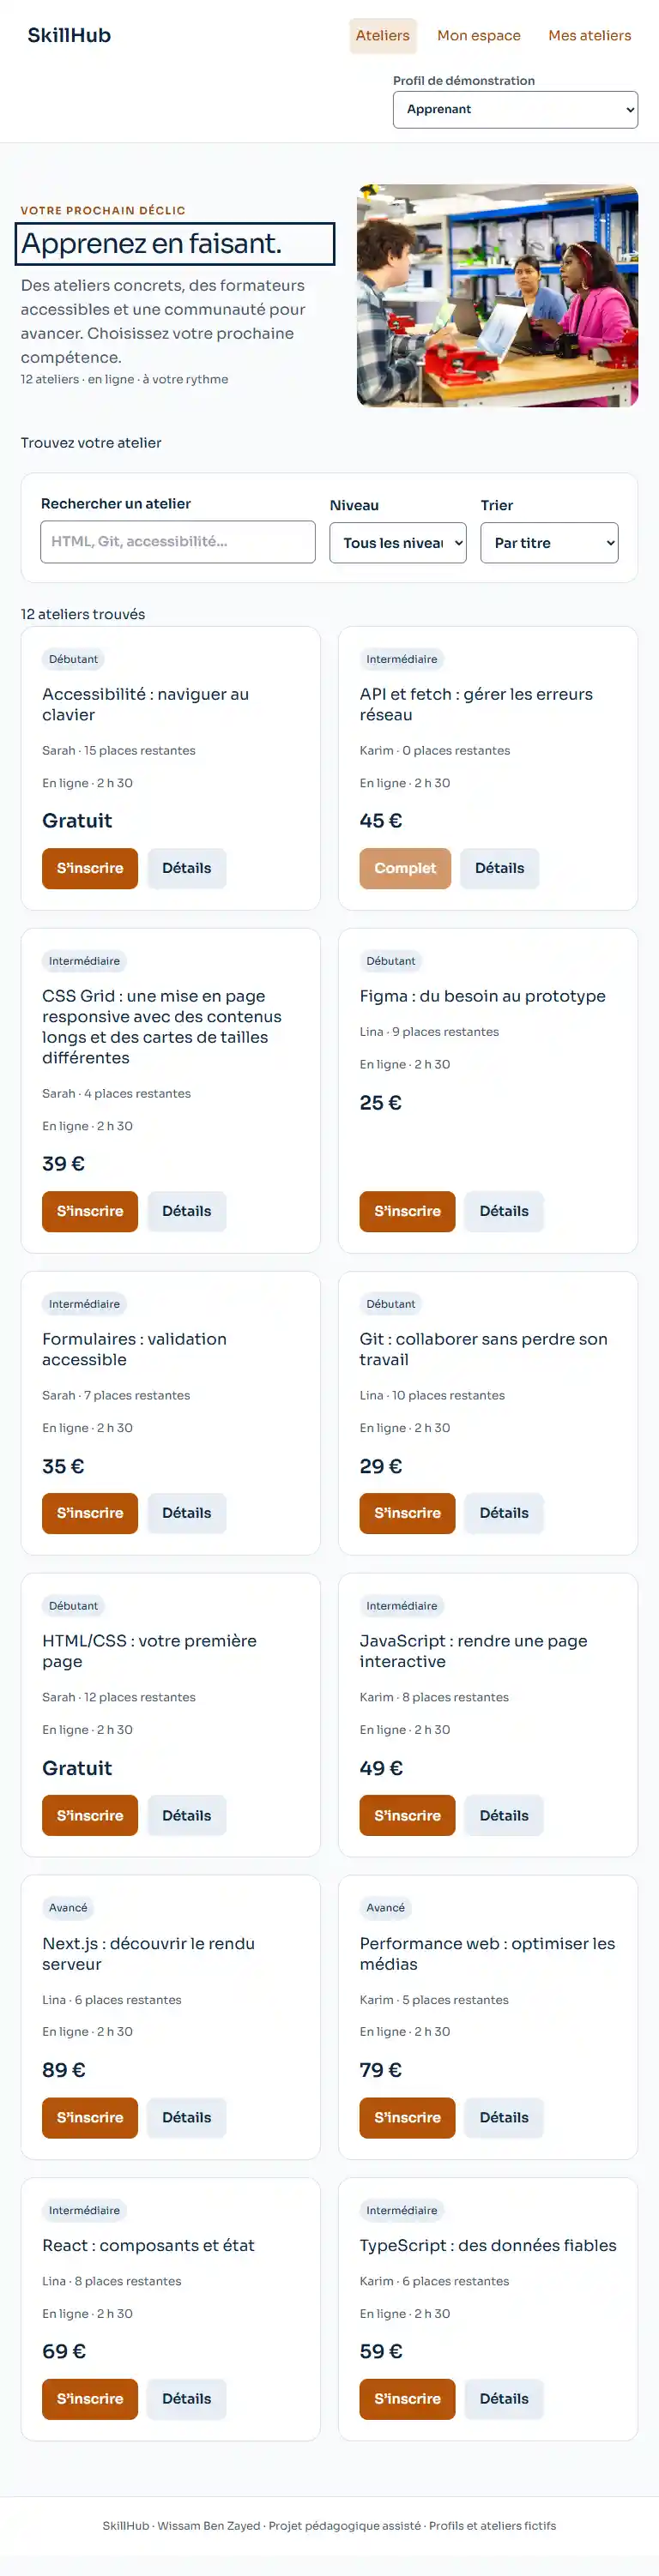 SkillHub
Ateliers
Mon espace
Mes ateliers
Profil de démonstration
Apprenant
VOTRE PROCHAIN DÉCLIC
Apprenez en faisant.
Des ateliers concrets, des formateurs
accessibles et une communauté pour
avancer. Choisissez votre prochaine
compétence.
12 ateliers · en ligne · à votre rythme
Trouvez votre atelier
Rechercher un atelier
Niveau
Trier
HTML, Git, accessibilité...
Tous les niveau
Par titre
12 ateliers trouvés
Débutant
Accessibilité : naviguer au
clavier
Sarah · 15 places restantes
En ligne · 2 h 30
Gratuit
S'inscrire
Détails
Intermédiaire
API et fetch : gérer les erreurs
réseau
Karim · 0 places restantes
En ligne · 2 h 30
45 €
Complet
Détails
Intermédiaire
CSS Grid : une mise en page
responsive avec des contenus
longs et des cartes de tailles
différentes
Sarah · 4 places restantes
En ligne · 2 h 30
39 €
S'inscrire
Détails
Débutant
Figma : du besoin au prototype
Lina · 9 places restantes
En ligne · 2 h 30
25 €
S'inscrire
Détails
Intermédiaire
Formulaires : validation
accessible
Sarah · 7 places restantes
En ligne · 2 h 30
35 €
S'inscrire
Détails
Débutant
Git : collaborer sans perdre son
travail
Lina · 10 places restantes
En ligne · 2 h 30
29 €
S'inscrire
Détails
Débutant
HTML/CSS : votre première
page
Sarah · 12 places restantes
En ligne · 2 h 30
Gratuit
S'inscrire
Détails
Intermédiaire
JavaScript : rendre une page
interactive
Karim · 8 places restantes
En ligne · 2 h 30
49 €
S'inscrire
Détails
Avancé
Next.js : découvrir le rendu
serveur
Lina · 6 places restantes
En ligne · 2 h 30
89 €
S'inscrire
Détails
Avancé
Performance web : optimiser les
médias
Karim · 5 places restantes
En ligne · 2 h 30
79 €
S'inscrire
Détails
Intermédiaire
React : composants et état
Lina · 8 places restantes
En ligne · 2 h 30
69 €
S'inscrire
Détails
Intermédiaire
TypeScript : des données fiables
Karim · 6 places restantes
En ligne · 2 h 30
59 €
S'inscrire
Détails
SkillHub · Wissam Ben Zayed · Projet pédagogique assisté · Profils et ateliers fictifs